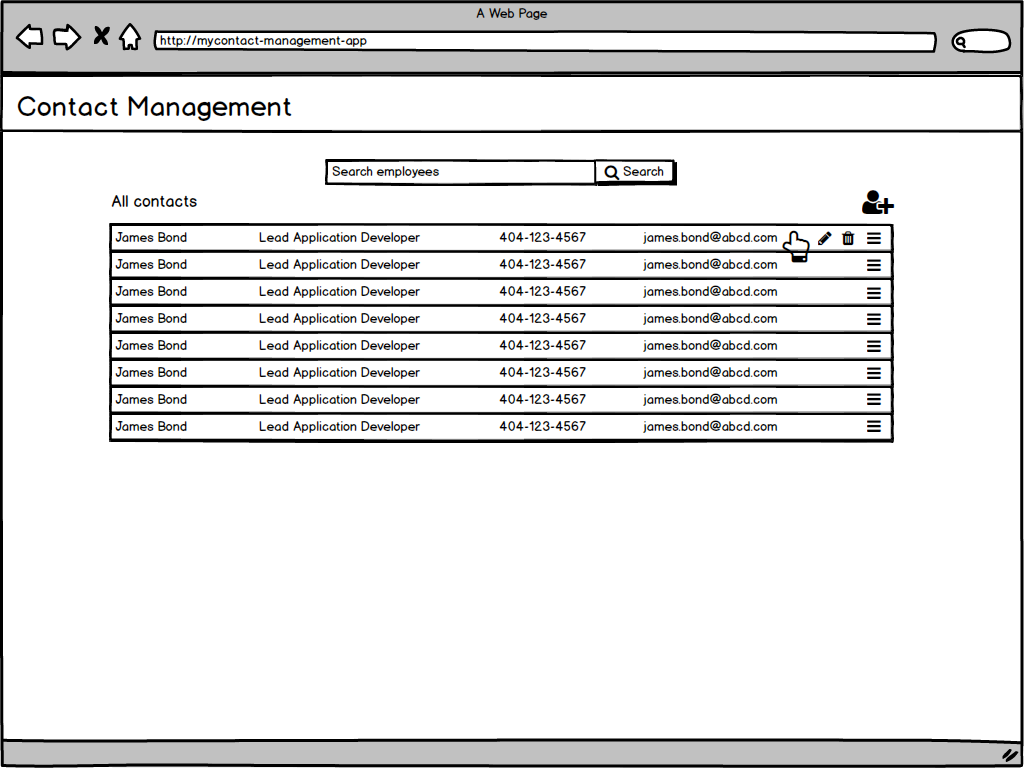 A Web Page
http://mycontact-management-app
Contact Management
Search employees Search
All contacts
James Bond Lead Application Developer 404-123-4567 james.bond@abcd.com
James Bond Lead Application Developer 404-123-4567 james.bond@abcd.com
James Bond Lead Application Developer 404-123-4567 james.bond@abcd.com
James Bond Lead Application Developer 404-123-4567 james.bond@abcd.com
James Bond Lead Application Developer 404-123-4567 james.bond@abcd.com
James Bond Lead Application Developer 404-123-4567 james.bond@abcd.com
James Bond Lead Application Developer 404-123-4567 james.bond@abcd.com
James Bond Lead Application Developer 404-123-4567 james.bond@abcd.com